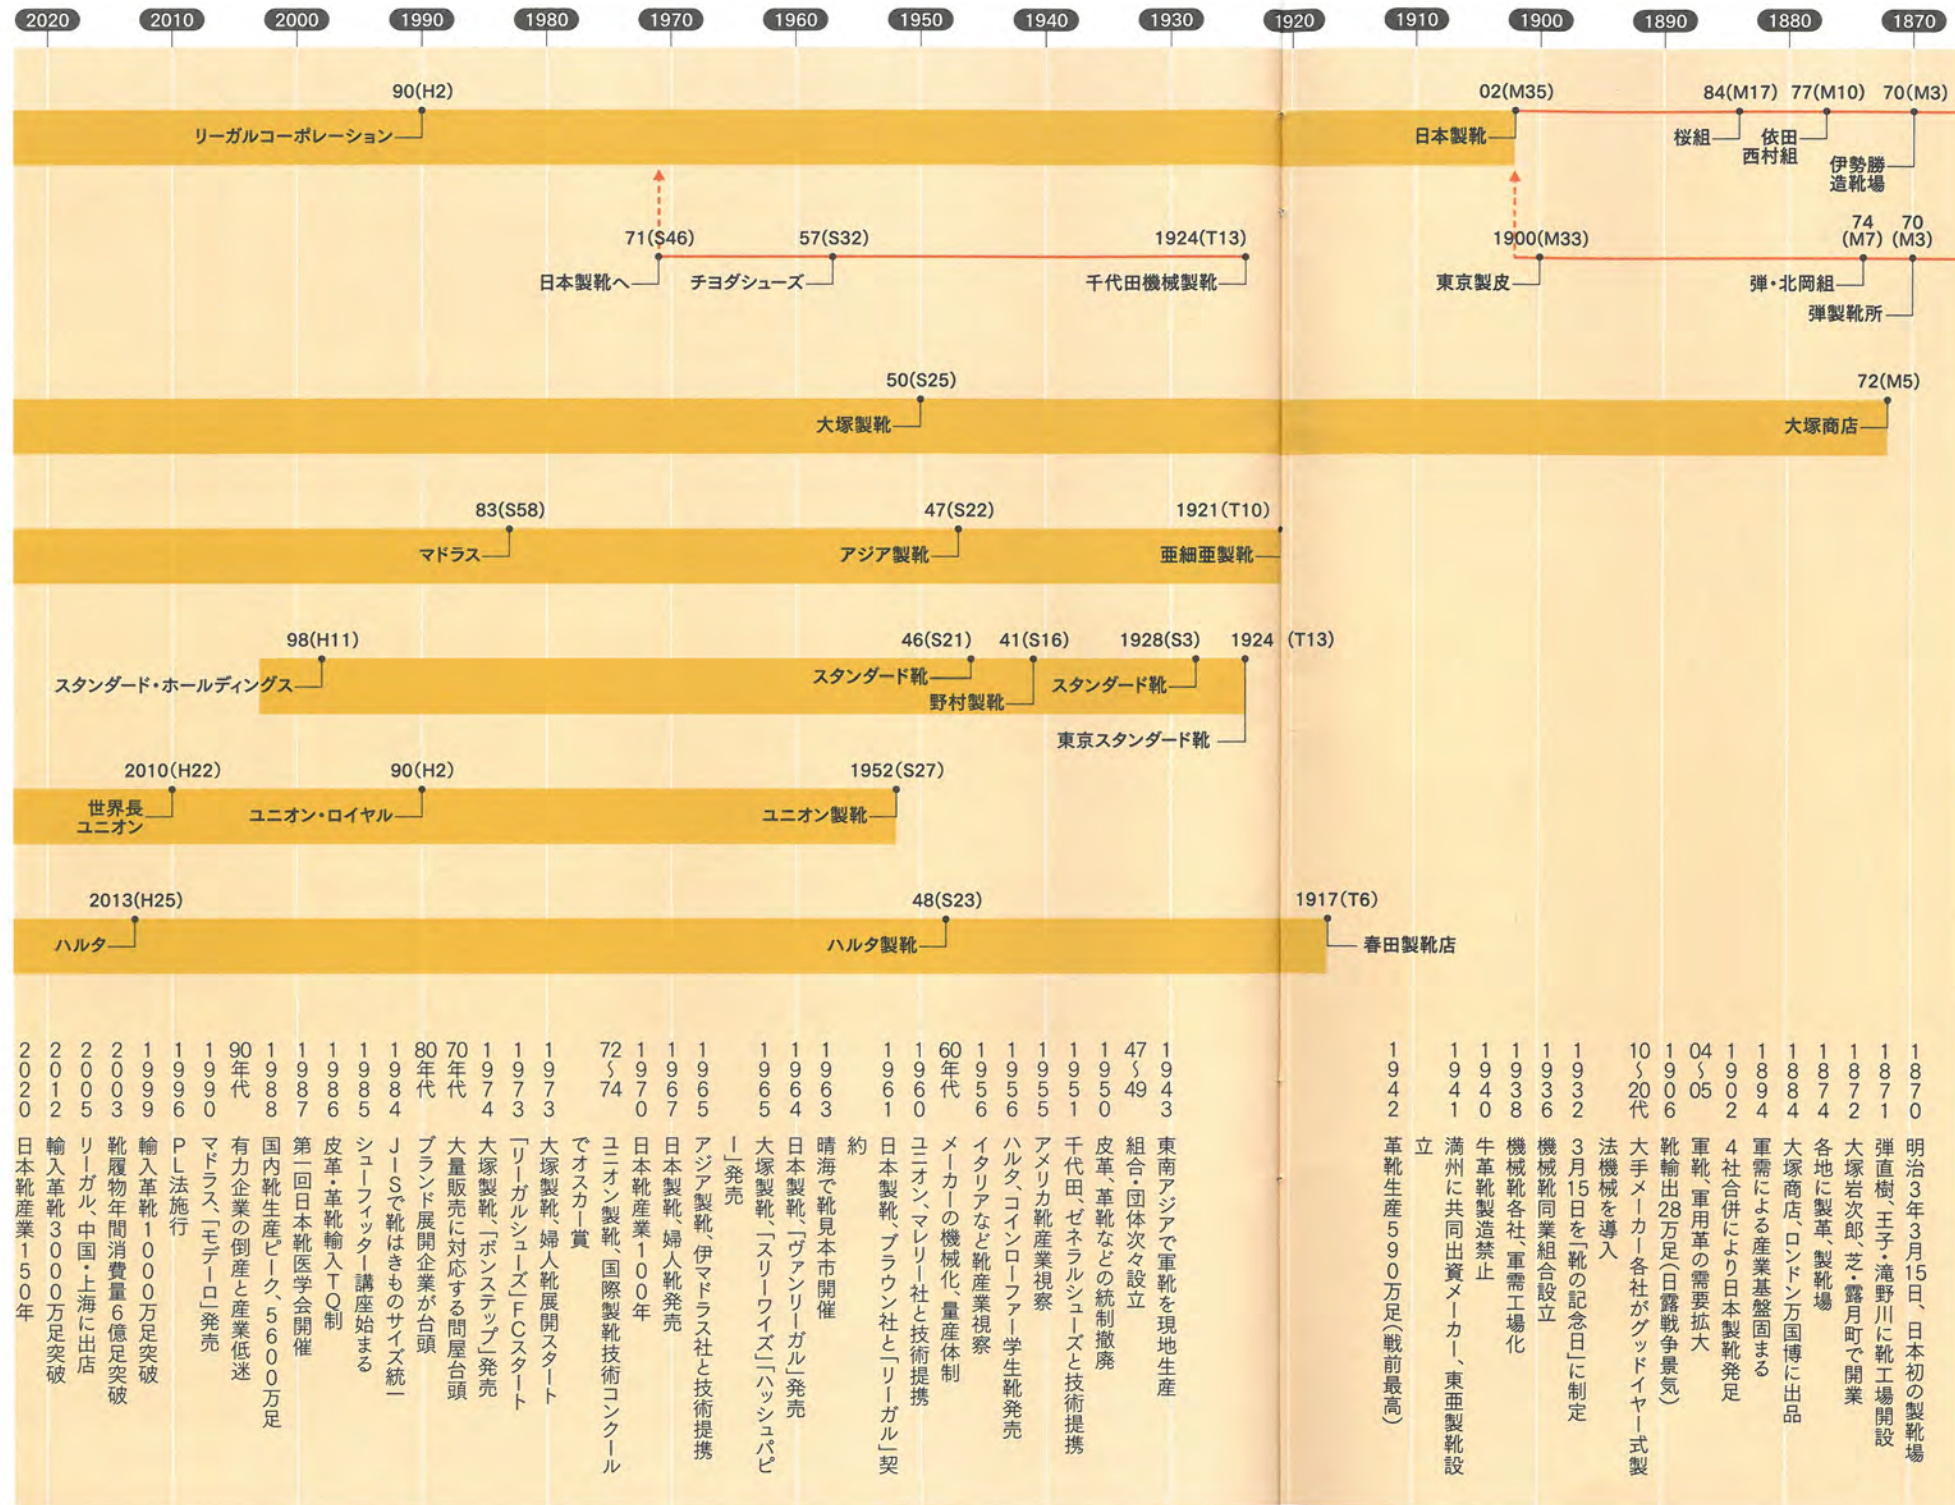 2020 2010 2000 1990 1980 1970 1960 1950 1940 1930 1920 1910 1900 1890 1880 1870
90(H2) 02(M35) 84(M17) 77(M10) 70(M3)
リーガルコーポレーション 日本製靴 桜組 依田
西村組 伊勢勝
造靴場
71(S46) 57(S32) 1924(T13) 1900(M33) 74
(M7) 70
(M3)
日本製靴へ チヨダシューズ 千代田機械製靴 東京製皮 弾・北岡組
弾製靴所
50(S25) 72(M5)
大塚製靴 大塚商店
83(S58) 47(S22) 1921(T10)
マドラス アジア製靴 亜細亜製靴
98(H11) 46(S21) 41(S16) 1928(S3) 1924 (T13)
スタンダード・ホールディングス スタンダード靴 野村製靴 スタンダード靴
東京スタンダード靴
2010(H22) 90(H2) 1952(S27)
世界長
ユニオン ユニオン・ロイヤル ユニオン製靴
2013(H25) 48(S23) 1917(T6)
ハルタ ハルタ製靴 春田製靴店
1870 明治3年3月15日、日本初の製靴場
1871 弾直樹、王子・滝野川に靴工場開設
1872 大塚岩次郎、芝・露月町で開業
1874 各地に製革、製靴場
1884 大塚商店、ロンドン万国博に出品
1894 軍需による産業基盤固まる
1902 4社合併により日本製靴発足
04〜05 軍靴、軍用革の需要拡大
1906 靴輸出28万足(日露戦争景気)
10〜20代 大手メーカー各社がグッドイヤー式製
法機械を導入
1932 3月15日を「靴の記念日」に制定
1936 機械靴同業組合設立
1938 機械靴各社、軍需工場化
1940 牛革靴製造禁止
1941 満州に共同出資メーカー、東亜製靴設
立
1942 革靴生産590万足(戦前最高)
1943 東南アジアで軍靴を現地生産
47〜49 組合・団体次々設立
1950 皮革、革靴などの統制撤廃
1951 千代田、ゼネラルシューズと技術提携
1955 アメリカ靴産業視察
1956 ハルタ、コインローファー学生靴発売
1956 イタリアなど靴産業視察
60年代 メーカーの機械化、量産体制
1960 ユニオン、マレリー社と技術提携
1961 日本製靴、ブラウン社と「リーガル」契
約
1963 晴海で靴見本市開催
1964 日本製靴、「ヴァンリーガル」発売
1965 大塚製靴、「スリーワイズ」「ハッシュパピ
ー」発売
1965 アジア製靴、伊マドラス社と技術提携
1967 日本製靴、婦人靴発売
1970 日本靴産業100年
72〜74 ユニオン製靴、国際製靴技術コンクール
でオスカー賞
1973 大塚製靴、婦人靴展開スタート
1973 「リーガルシューズ」FCスタート
1974 大塚製靴、「ボンステップ」発売
70年代 大量販売に対応する問屋台頭
80年代 ブランド展開企業が台頭
1984 JISで靴はきものサイズ統一
1985 シューフィッター講座始まる
1986 皮革・革靴輸入TQ制
1987 第一回日本靴医学会開催
1988 国内靴生産ピーク、5600万足
90年代 有力企業の倒産と産業低迷
1990 マドラス、「モデーロ」発売
1996 PL法施行
1999 輸入革靴1000万足突破
2003 靴履物年間消費量6億足突破
2005 リーガル、中国・上海に出店
2012 輸入革靴3000万足突破
2020 日本靴産業150年